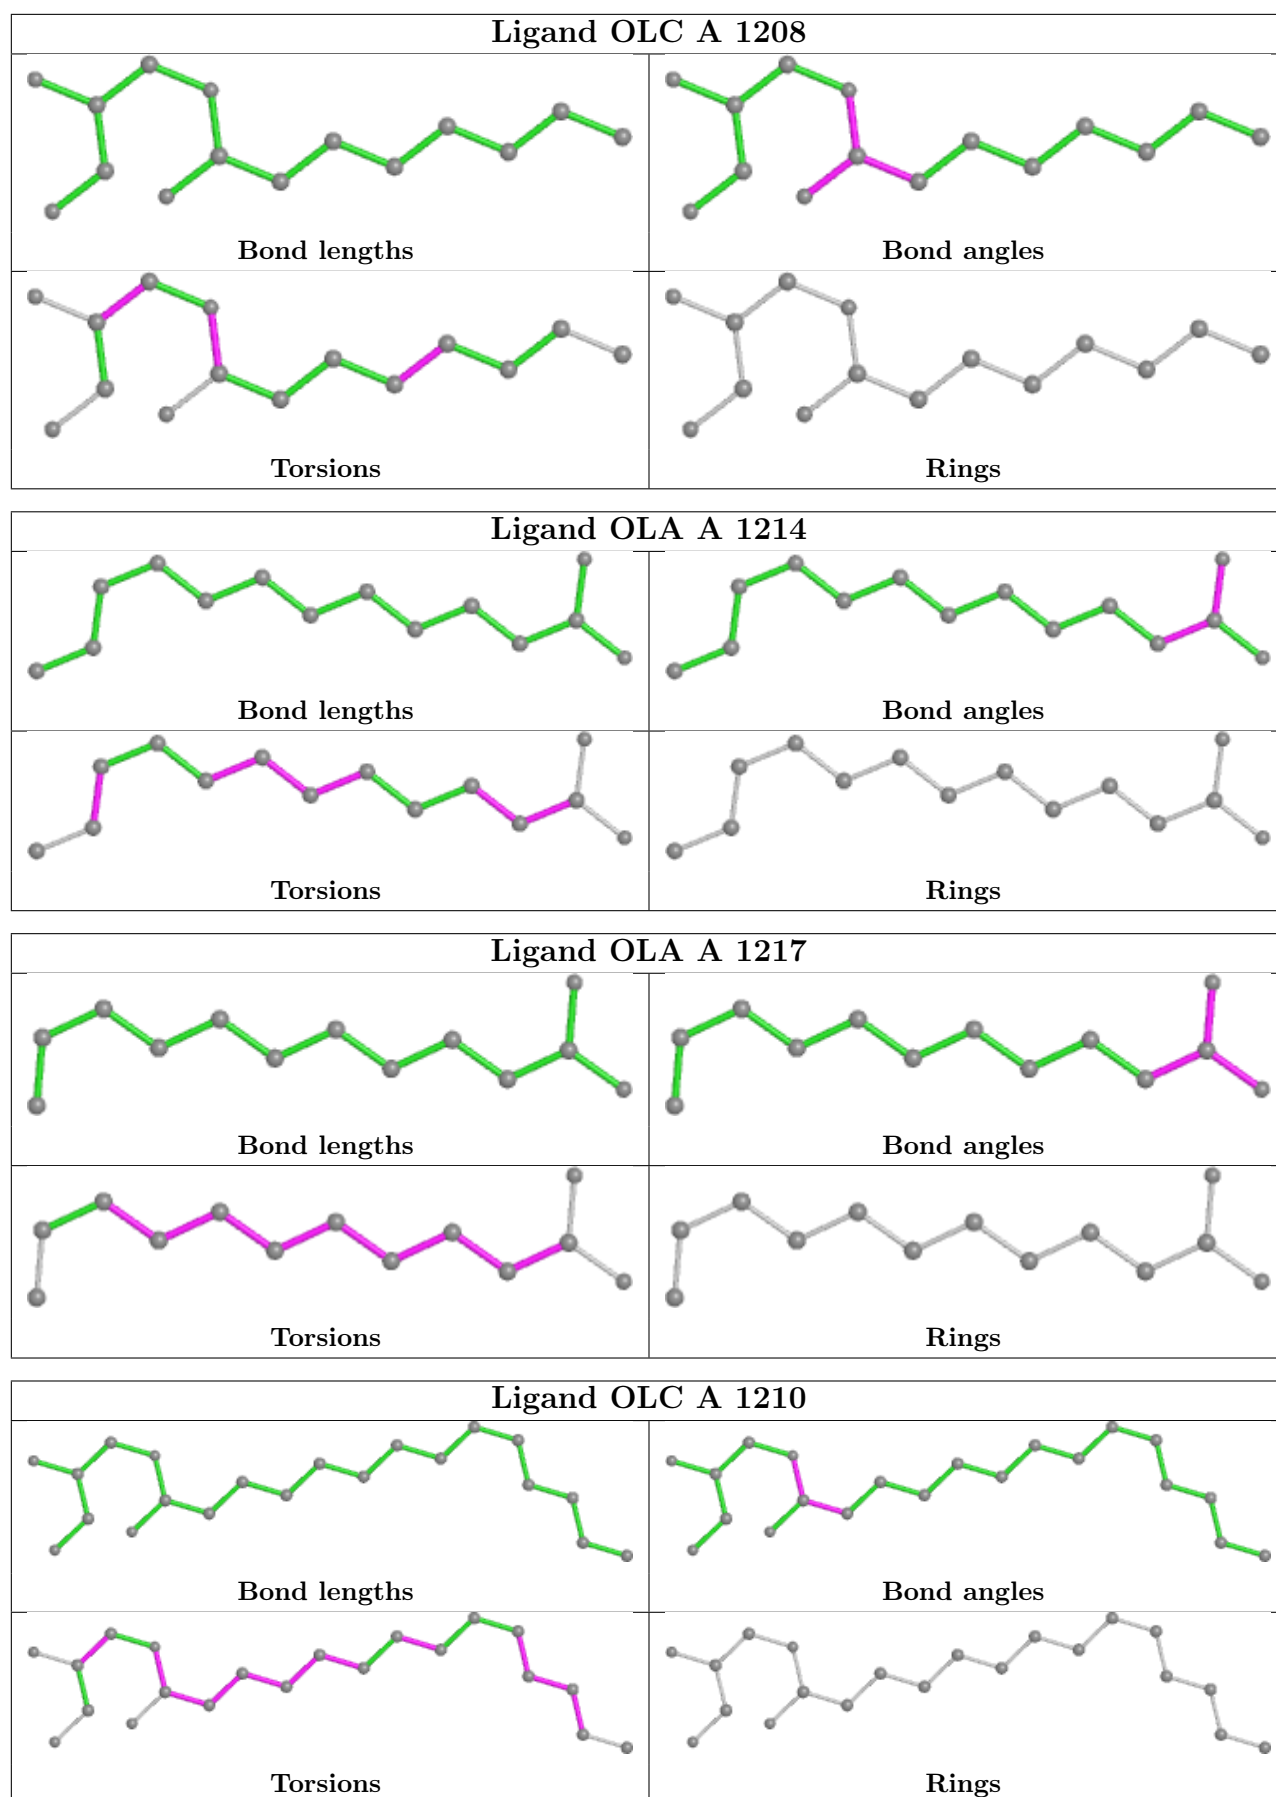 Ligand OLC A 1208
Bond lengths
Bond angles
Torsions
Rings
Ligand OLA A 1214
Bond lengths
Bond angles
Torsions
Rings
Ligand OLA A 1217
Bond lengths
Bond angles
Torsions
Rings
Ligand OLC A 1210
Bond lengths
Bond angles
Torsions
Rings